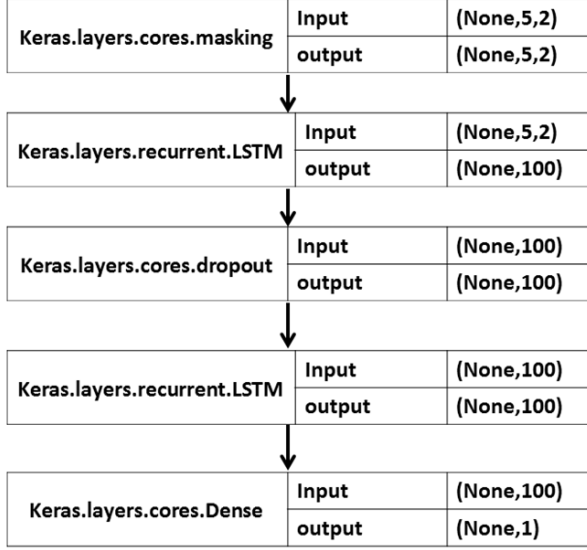 Keras.layers.cores.masking
Input (None,5,2)
output (None,5,2)
Keras.layers.recurrent.LSTM
Input (None,5,2)
output (None,100)
Keras.layers.cores.dropout
Input (None,100)
output (None,100)
Keras.layers.recurrent.LSTM
Input (None,100)
output (None,100)
Keras.layers.cores.Dense
Input (None,100)
output (None,1)